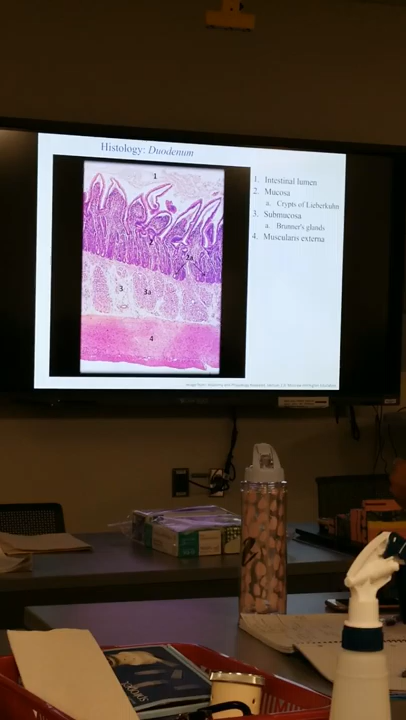 Histology: Duodenum
1
2
2a
3
3a
4
1. Intestinal lumen
2. Mucosa
a. Crypts of Lieberkuhn
3. Submucosa
a. Brunner's glands
4. Muscularis externa